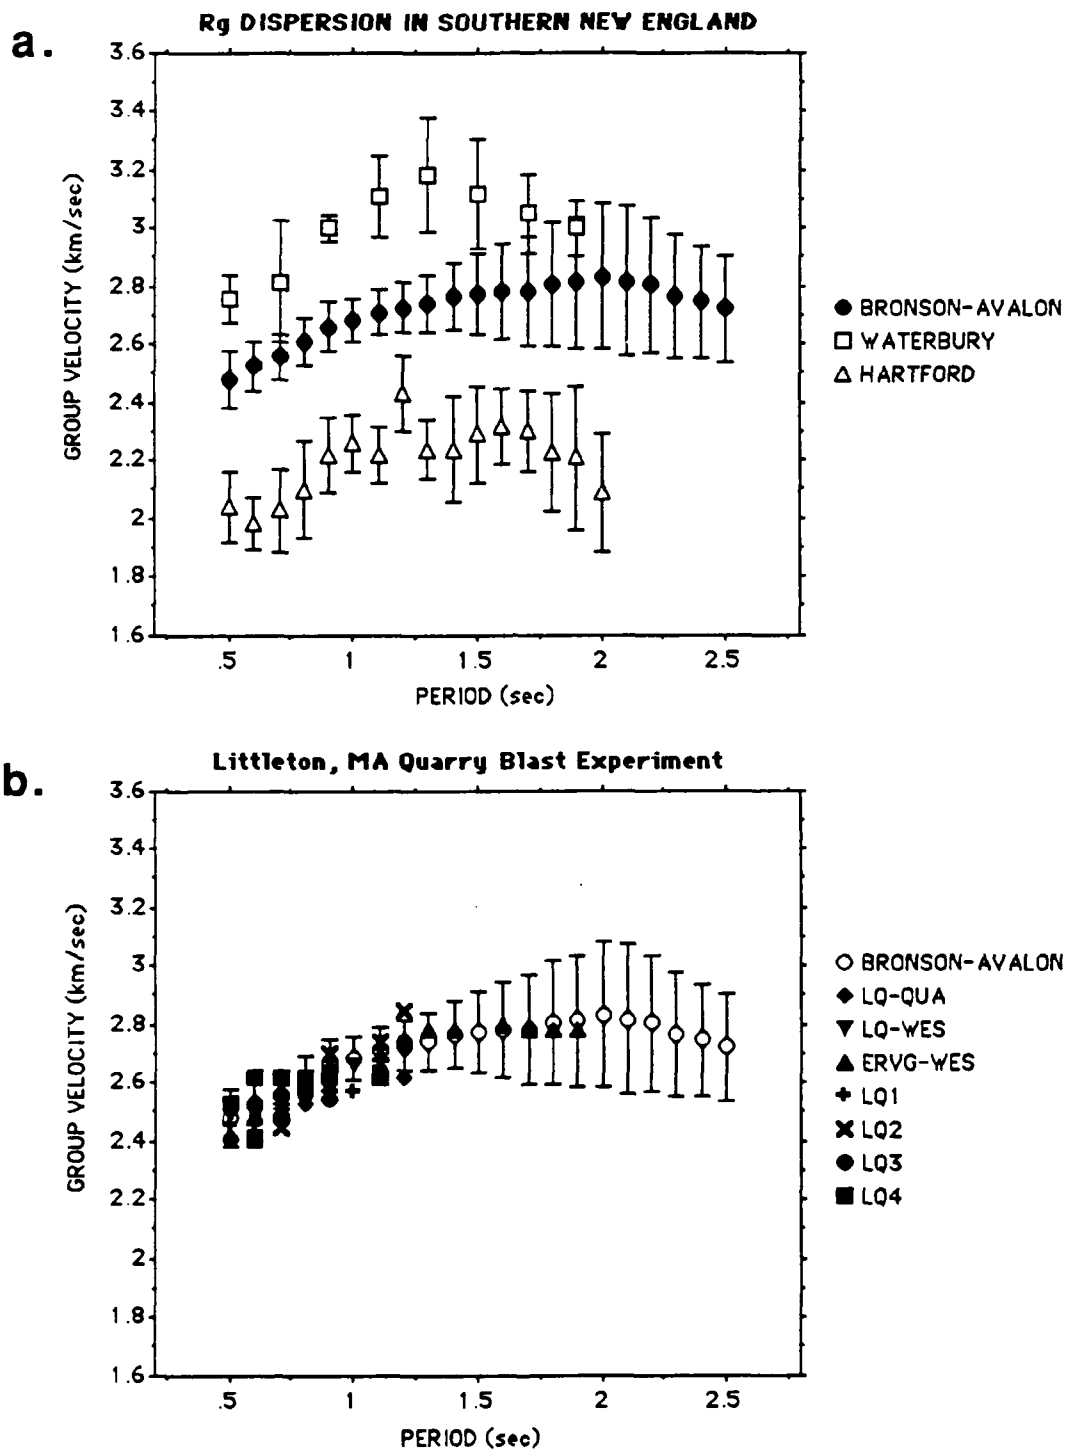 a.
Rg DISPERSION IN SOUTHERN NEW ENGLAND
3.6
3.4
3.2
3
2.8
2.6
2.4
2.2
2
1.8
1.6
GROUP VELOCITY (km/sec)
.5 1 1.5 2 2.5
PERIOD (sec)
BRONSON-AVALON
WATERBURY
HARTFORD
b.
Littleton, MA Quarry Blast Experiment
3.6
3.4
3.2
3
2.8
2.6
2.4
2.2
2
1.8
1.6
GROUP VELOCITY (km/sec)
.5 1 1.5 2 2.5
PERIOD (sec)
BRONSON-AVALON
LQ-QUA
LQ-WES
ERVG-WES
LQ1
LQ2
LQ3
LQ4